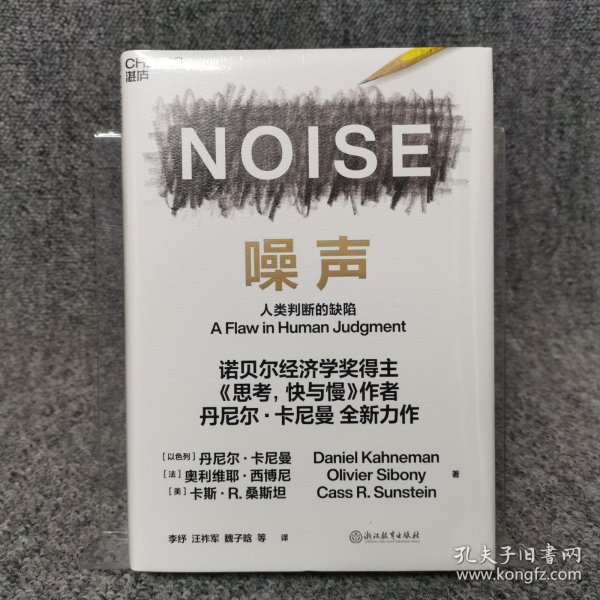 湛庐
NOISE
噪声
人类判断的缺陷
A Flaw in Human Judgment
诺贝尔经济学奖得主
《思考，快与慢》作者
丹尼尔·卡尼曼 全新力作
[以色列] 丹尼尔·卡尼曼 Daniel Kahneman
[法] 奥利维耶·西博尼 Olivier Sibony 著
[美] 卡斯·R.桑斯坦 Cass R. Sunstein
李纾 汪祚军 魏子晗 等 译
浙江教育出版社
孔夫子旧书网
www.kongfz.com